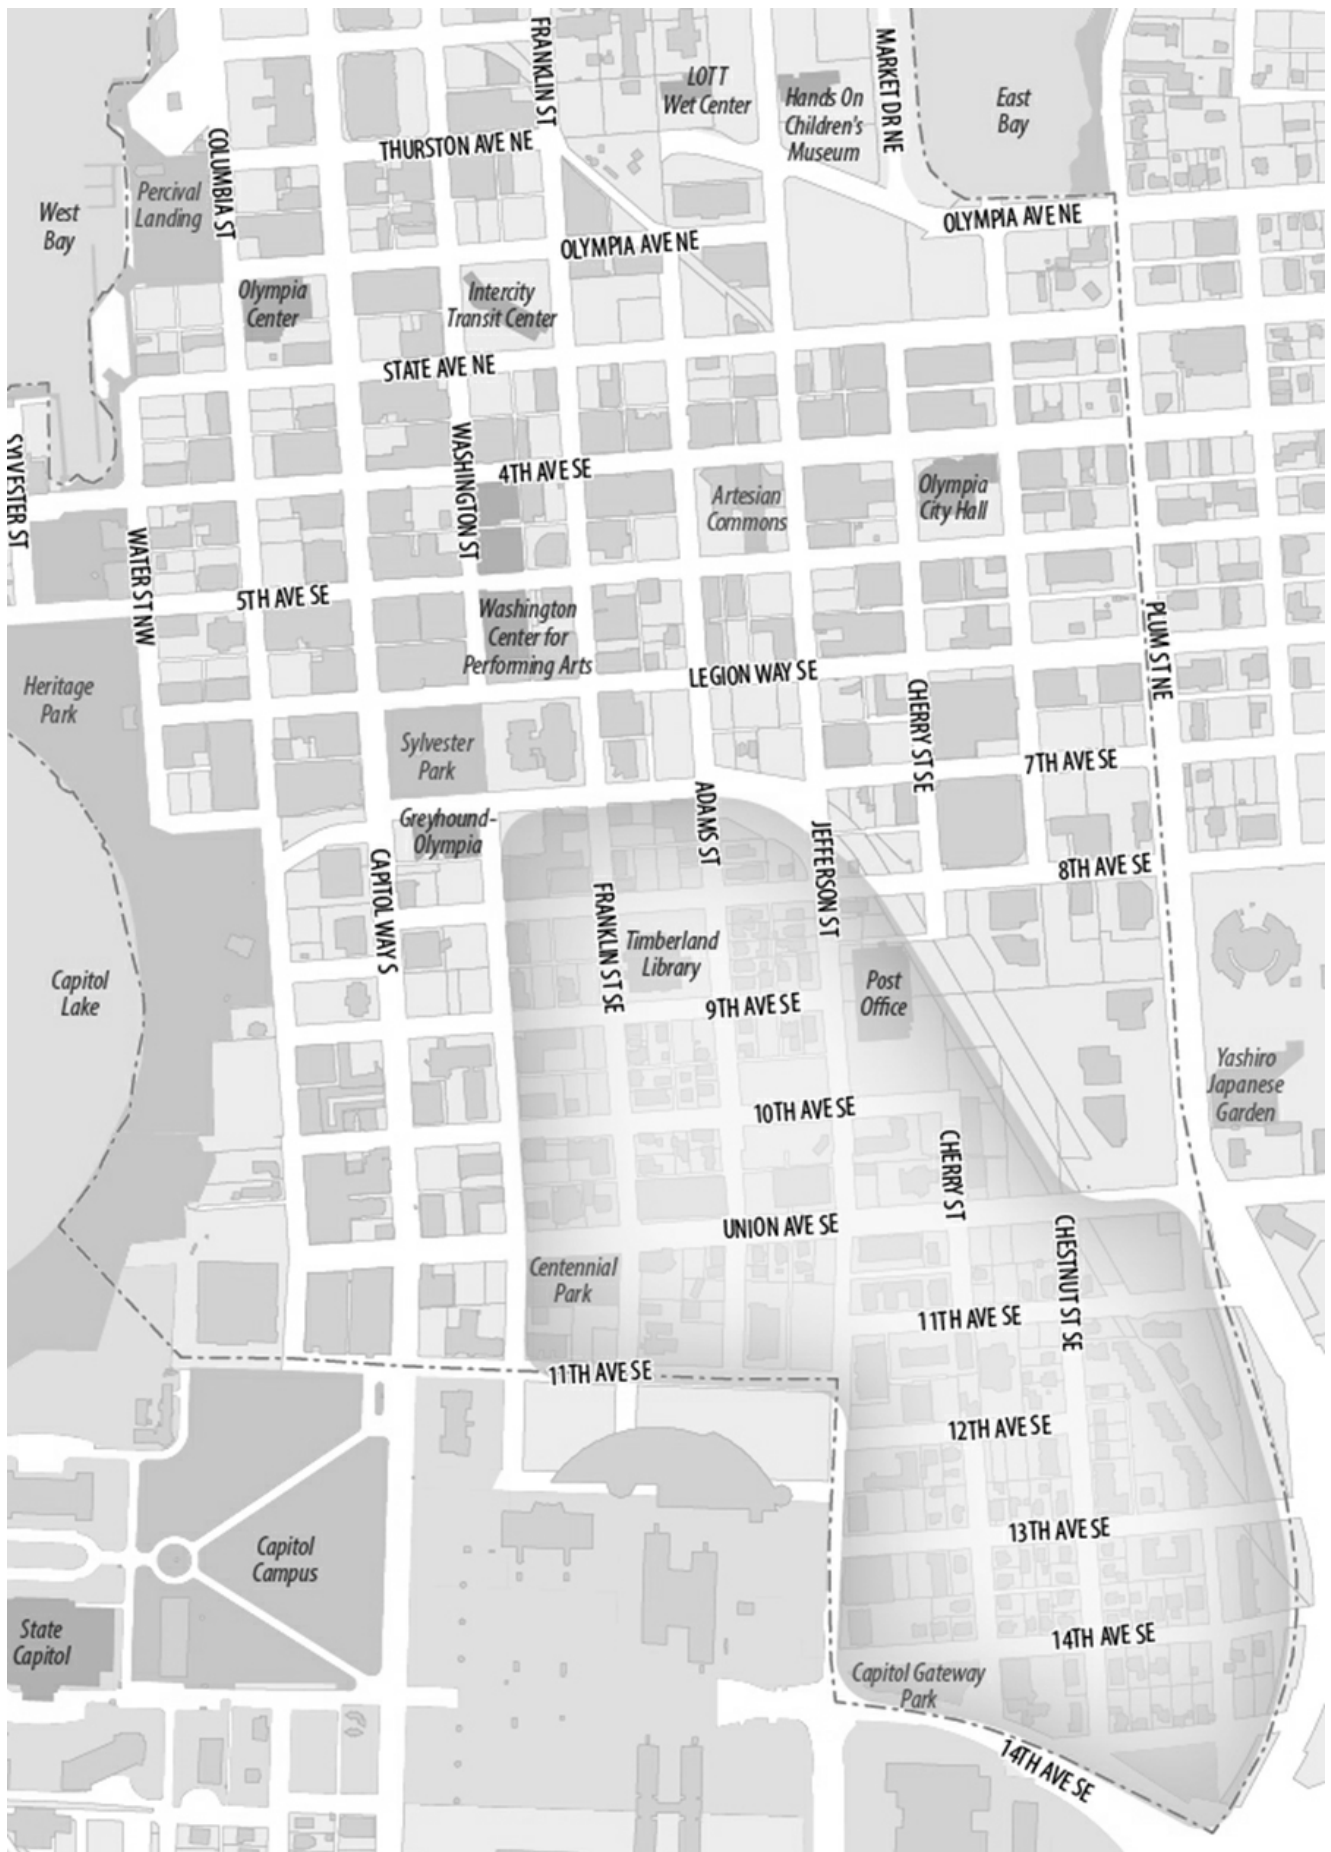 FRANKLIN ST
MARKET DR NE
LOTT
Wet Center
Hands On
Children's
Museum
East
Bay
THURSTON AVE NE
COLUMBIA ST
Percival
Landing
West
Bay
OLYMPIA AVE NE
OLYMPIA AVE NE
Olympia
Center
Intercity
Transit Center
STATE AVE NE
SYLVESTER ST
WASHINGTON ST
4TH AVE SE
Artesian
Commons
Olympia
City Hall
WATER ST NW
5TH AVE SE
Washington
Center for
Performing Arts
PLUM ST NE
LEGION WAY SE
Heritage
Park
CHERRY ST SE
Sylvester
Park
7TH AVE SE
ADAMS ST
Greyhound-
Olympia
JEFFERSON ST
CAPITOL WAY S
8TH AVE SE
FRANKLIN ST SE
Timberland
Library
Capitol
Lake
Post
Office
9TH AVE SE
Yashiro
Japanese
Garden
10TH AVE SE
CHERRY ST
UNION AVE SE
CHESTNUT ST SE
Centennial
Park
11TH AVE SE
11TH AVE SE
12TH AVE SE
13TH AVE SE
Capitol
Campus
State
Capitol
14TH AVE SE
Capitol Gateway
Park
14TH AVE SE